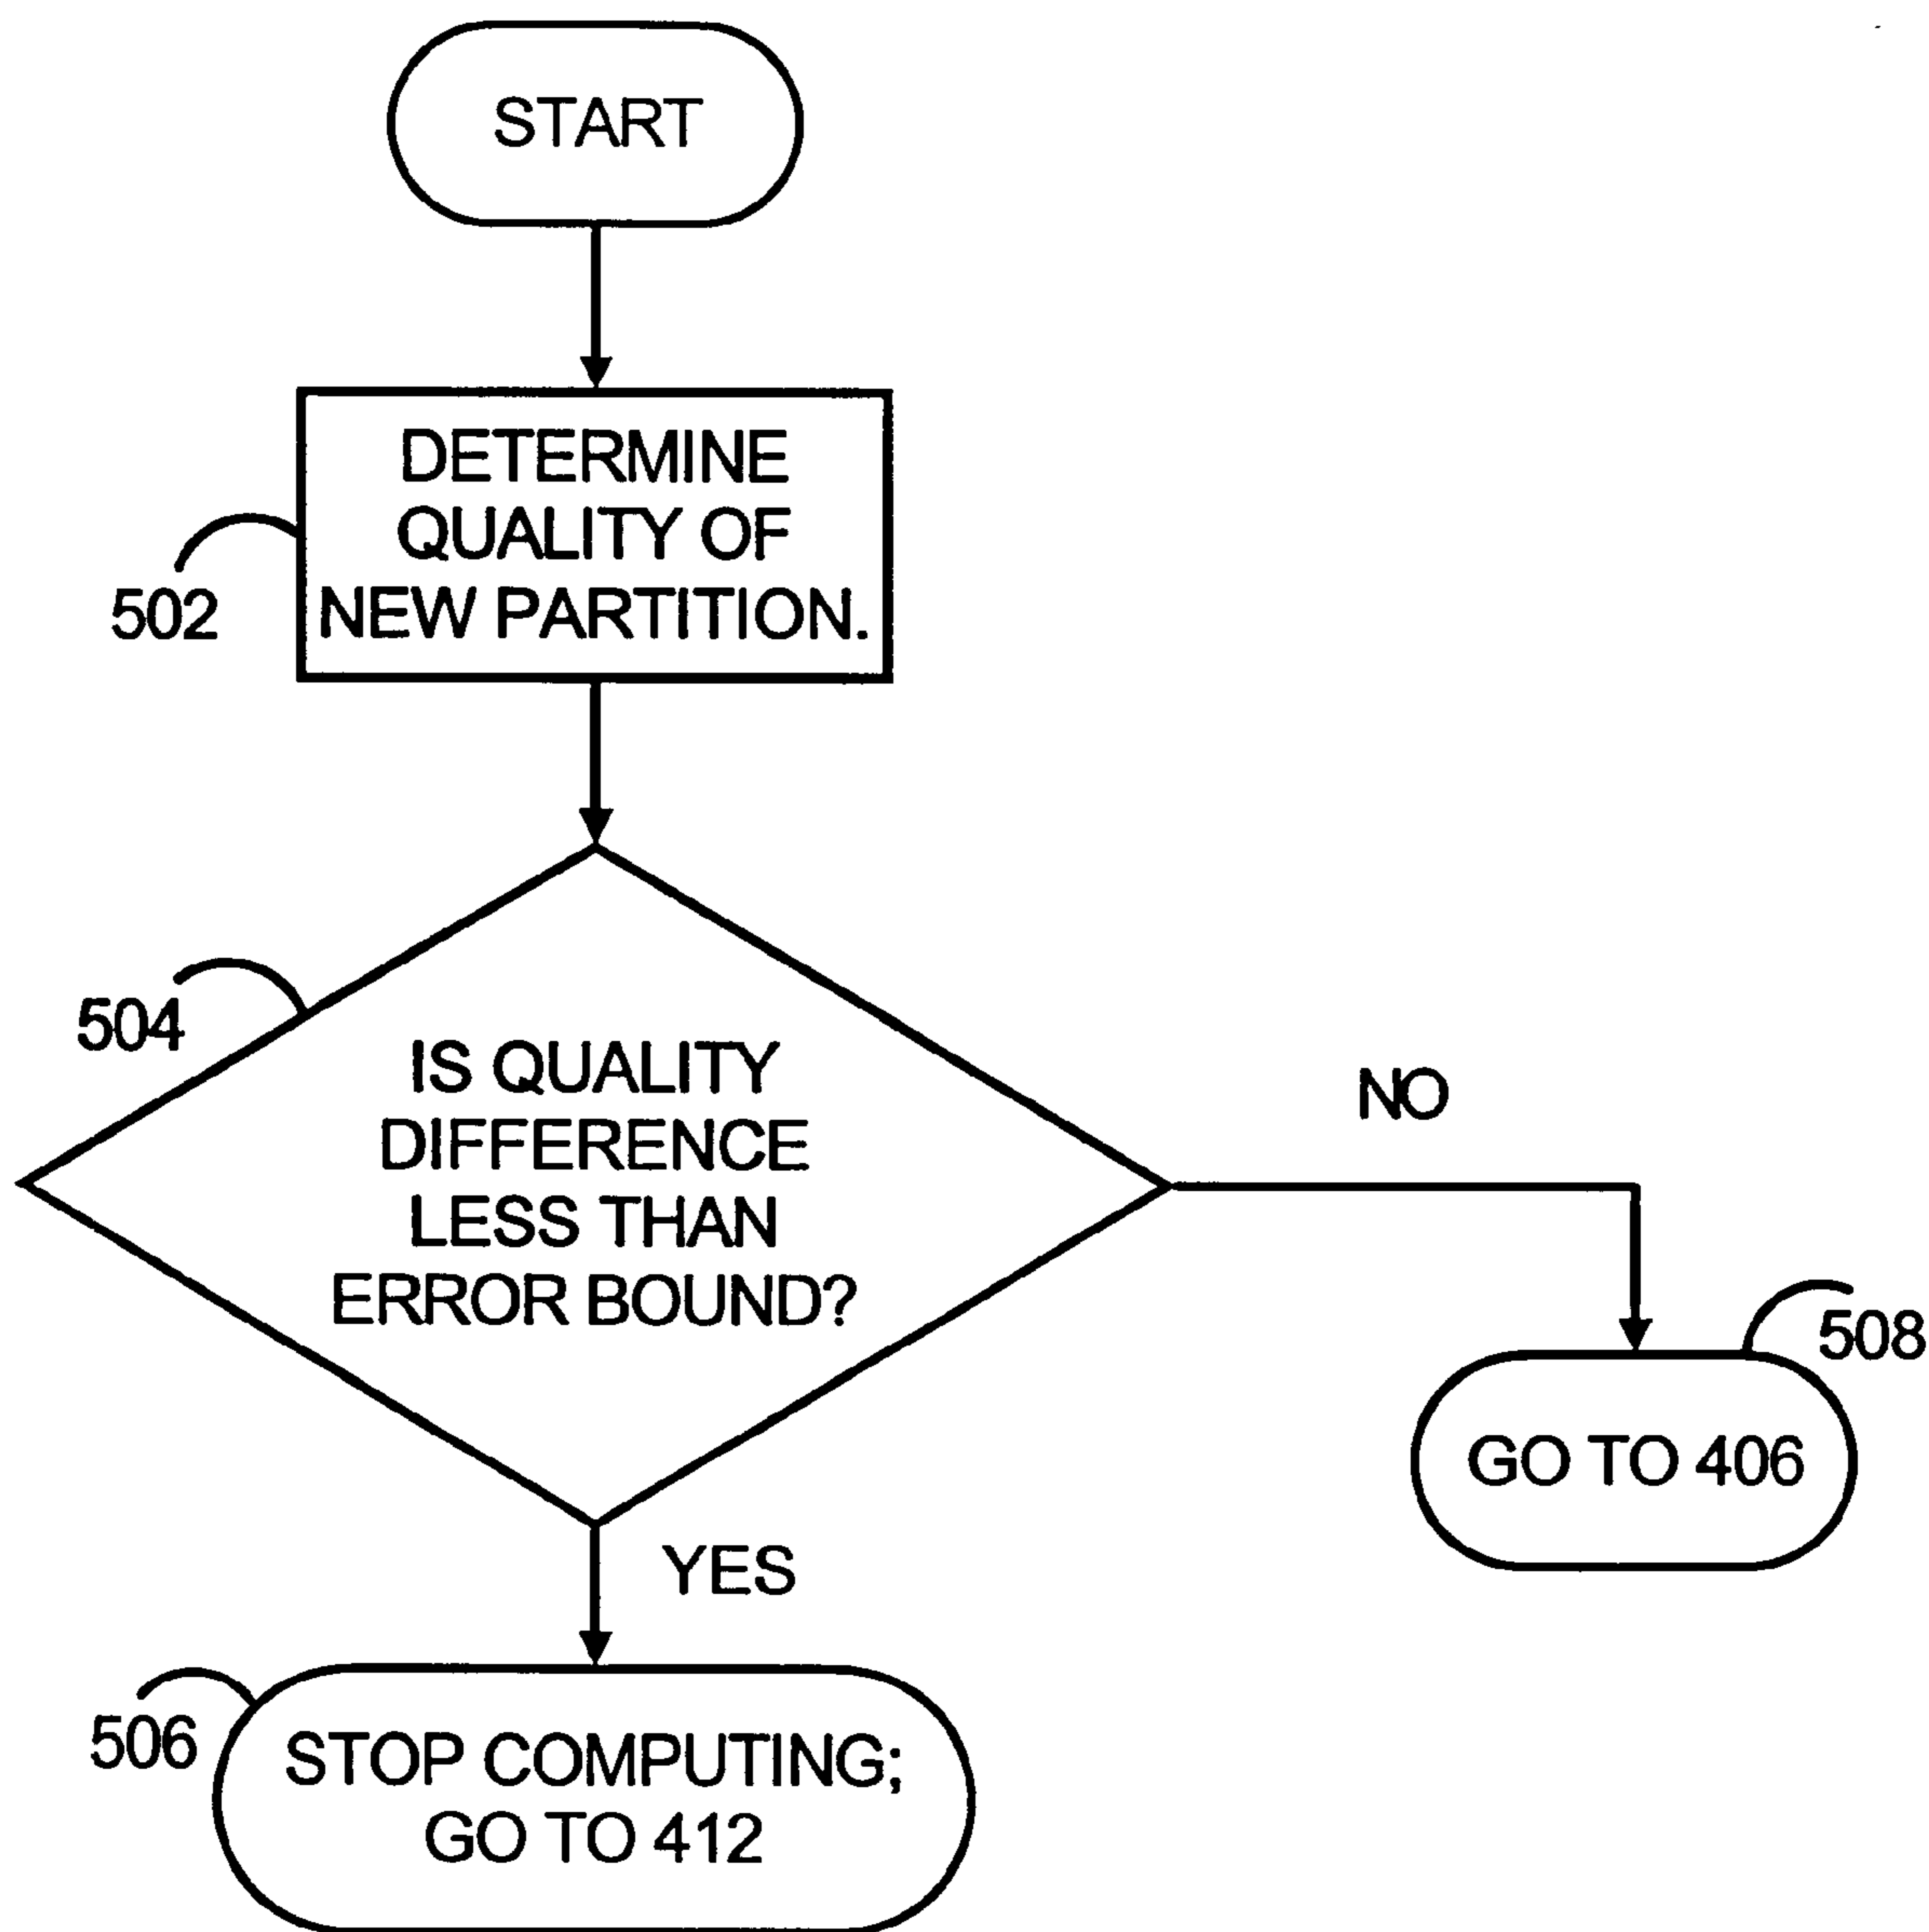 START
DETERMINE
QUALITY OF
NEW PARTITION.
502
504
IS QUALITY
DIFFERENCE
LESS THAN
ERROR BOUND?
NO
508
GO TO 406
YES
506
STOP COMPUTING;
GO TO 412